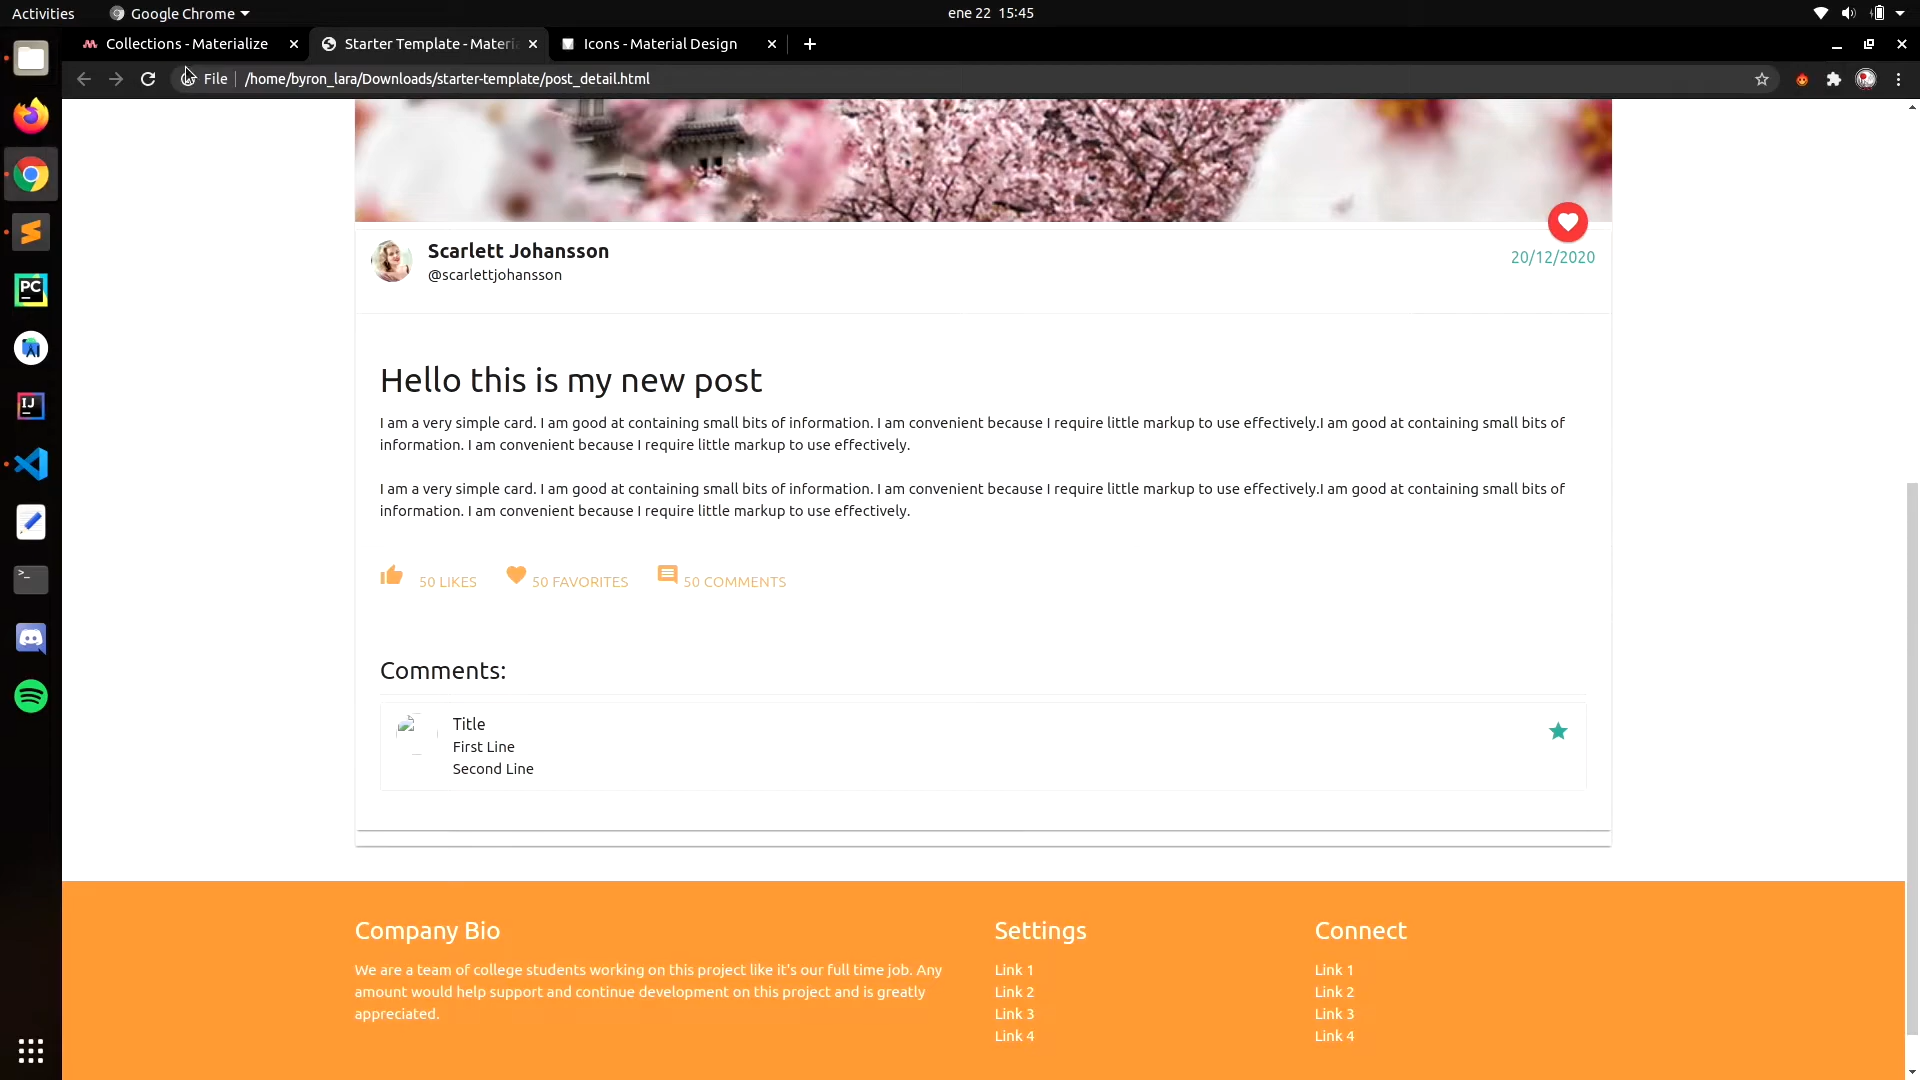 Activities
Google Chrome
ene 22 15:45
Collections - Materialize
Starter Template - Materi
Icons - Material Design
File
/home/byron_lara/Downloads/starter-template/post_detail.html
Scarlett Johansson
@scarlettjohansson
20/12/2020
Hello this is my new post
I am a very simple card. I am good at containing small bits of information. I am convenient because I require little markup to use effectively.I am good at containing small bits of
information. I am convenient because I require little markup to use effectively.
I am a very simple card. I am good at containing small bits of information. I am convenient because I require little markup to use effectively.I am good at containing small bits of
information. I am convenient because I require little markup to use effectively.
50 LIKES
50 FAVORITES
50 COMMENTS
Comments:
Title
First Line
Second Line
Company Bio
We are a team of college students working on this project like it's our full time job. Any
amount would help support and continue development on this project and is greatly
appreciated.
Settings
Link 1
Link 2
Link 3
Link 4
Connect
Link 1
Link 2
Link 3
Link 4
PC
IJ